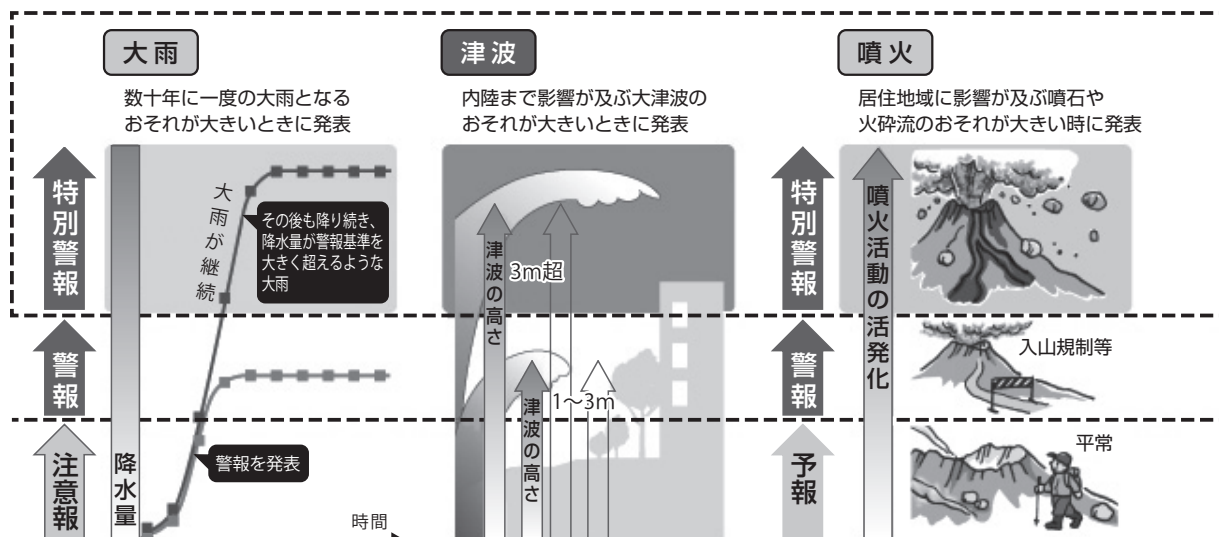 大雨
数十年に一度の大雨となる
おそれが大きいときに発表
特別警報
大雨が継続
その後も降り続き、
降水量が警報基準を
大きく超えるような
大雨
警報
注意報
降水量
警報を発表
時間
津波
内陸まで影響が及ぶ大津波の
おそれが大きいときに発表
津波の高さ
3m超
津波の高さ
1〜3m
噴火
居住地域に影響が及ぶ噴石や
火砕流のおそれが大きい時に発表
特別警報
噴火活動の活発化
警報
入山規制等
予報
平常